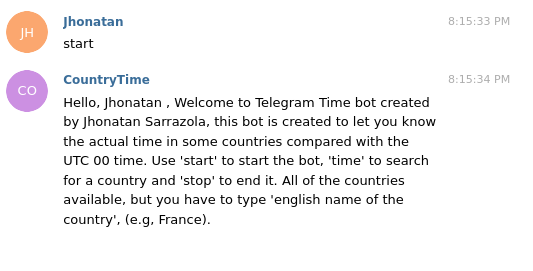 JH
Jhonatan 8:15:33 PM
start
CO
CountryTime 8:15:34 PM
Hello, Jhonatan , Welcome to Telegram Time bot created
by Jhonatan Sarrazola, this bot is created to let you know
the actual time in some countries compared with the
UTC 00 time. Use 'start' to start the bot, 'time' to search
for a country and 'stop' to end it. All of the countries
available, but you have to type 'english name of the
country', (e.g, France).